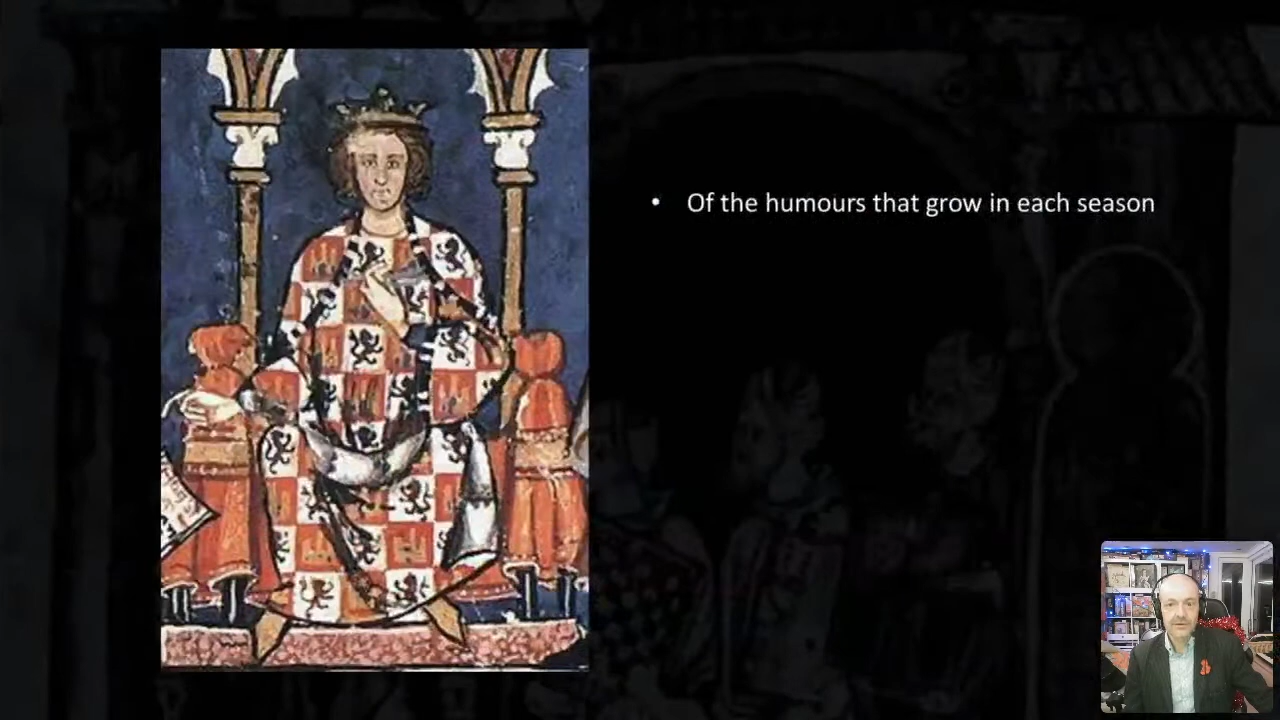 • Of the humours that grow in each season